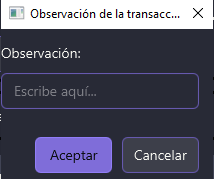 Observación de la transacc...
Observación:
Escribe aquí...
Aceptar
Cancelar